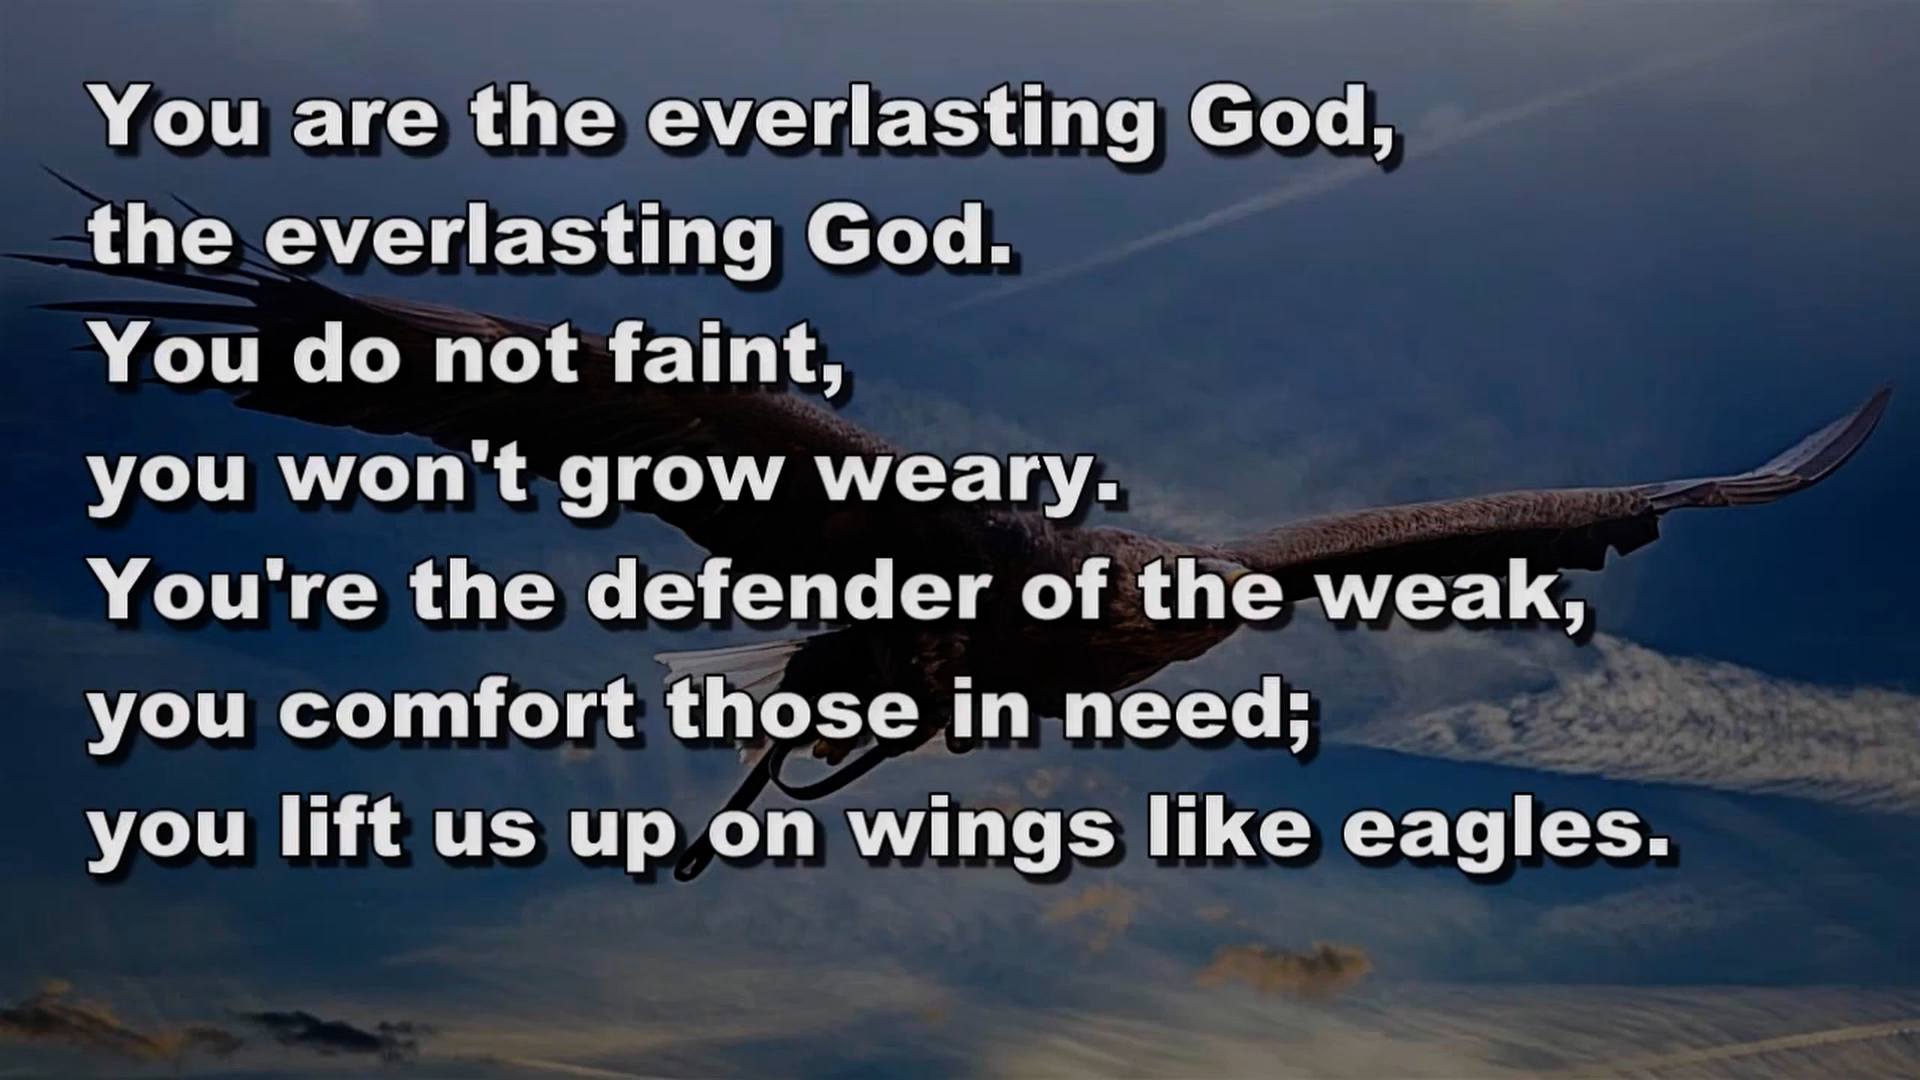 You are the everlasting God,
the everlasting God.
You do not faint,
you won't grow weary.
You're the defender of the weak,
you comfort those in need;
you lift us up on wings like eagles.